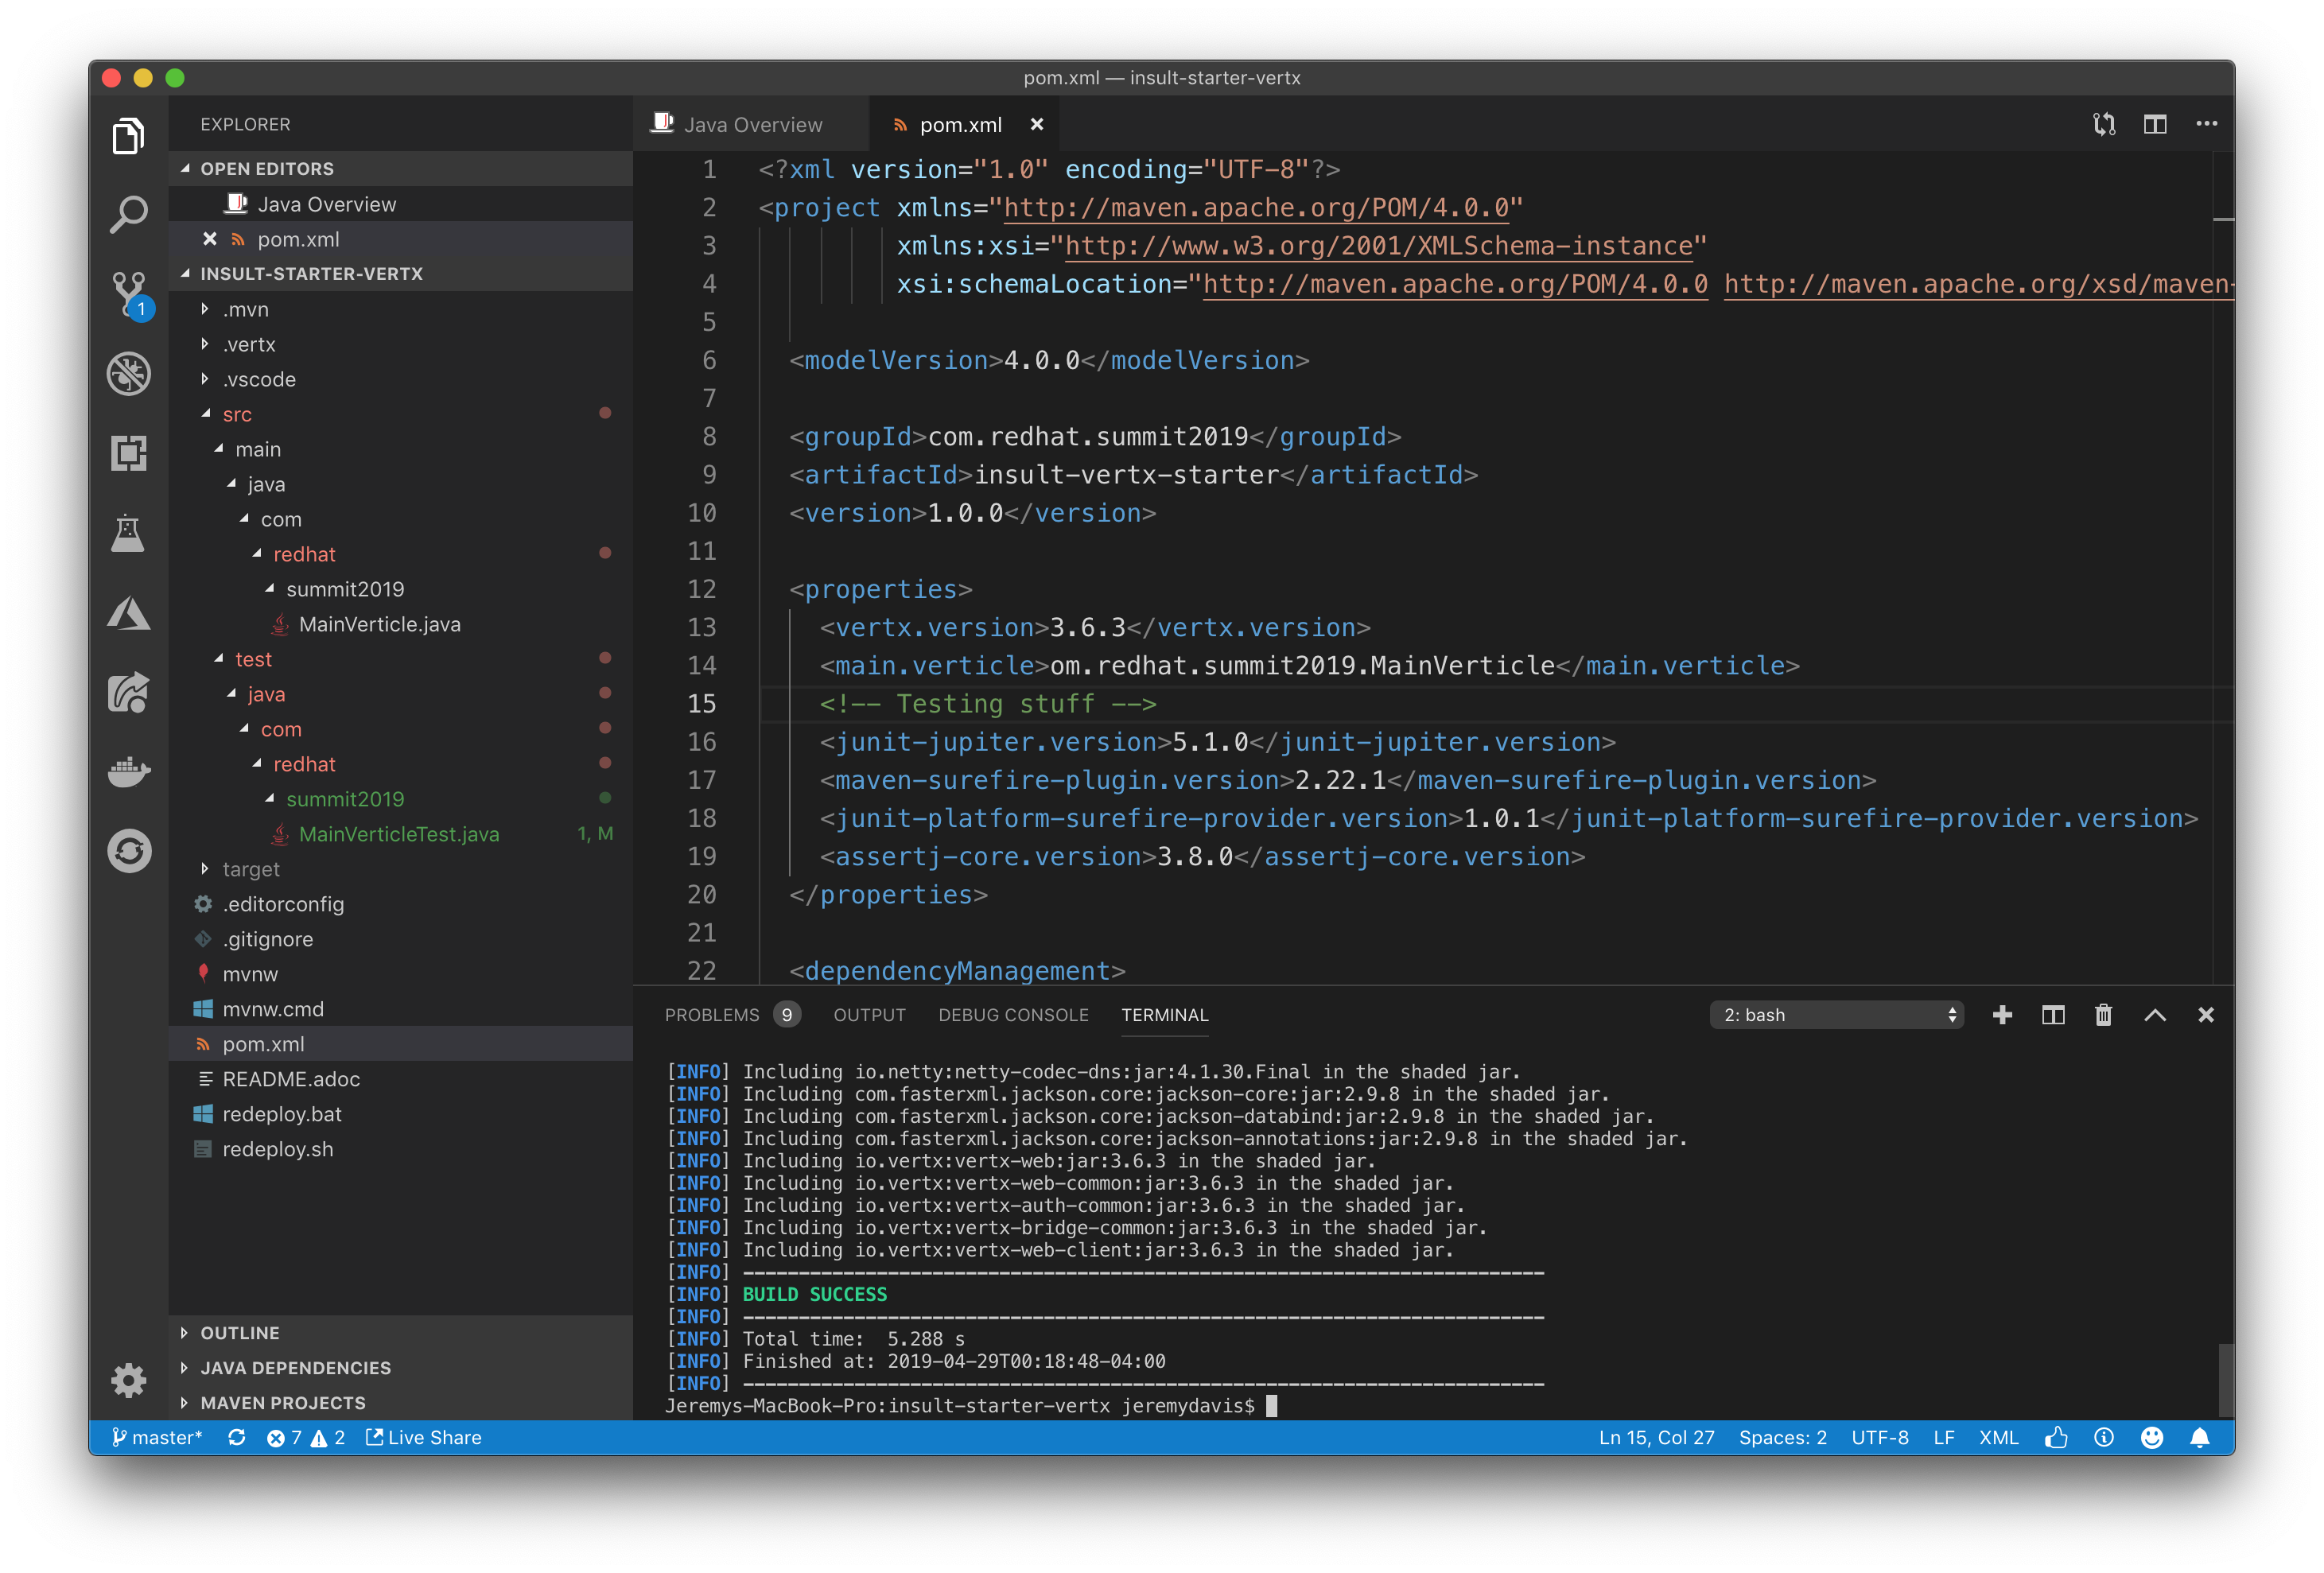 pom.xml — insult-starter-vertx
EXPLORER
OPEN EDITORS
Java Overview
pom.xml
INSULT-STARTER-VERTX
1
.mvn
.vertx
.vscode
src
main
java
com
redhat
summit2019
MainVerticle.java
test
java
com
redhat
summit2019
MainVerticleTest.java 1, M
target
.editorconfig
.gitignore
mvnw
mvnw.cmd
pom.xml
README.adoc
redeploy.bat
redeploy.sh
OUTLINE
JAVA DEPENDENCIES
MAVEN PROJECTS
Java Overview pom.xml
1 <?xml version="1.0" encoding="UTF-8"?>
2 <project xmlns="http://maven.apache.org/POM/4.0.0"
3 xmlns:xsi="http://www.w3.org/2001/XMLSchema-instance"
4 xsi:schemaLocation="http://maven.apache.org/POM/4.0.0 http://maven.apache.org/xsd/maven-
5
6 <modelVersion>4.0.0</modelVersion>
7
8 <groupId>com.redhat.summit2019</groupId>
9 <artifactId>insult-vertx-starter</artifactId>
10 <version>1.0.0</version>
11
12 <properties>
13 <vertx.version>3.6.3</vertx.version>
14 <main.verticle>om.redhat.summit2019.MainVerticle</main.verticle>
15 <!-- Testing stuff -->
16 <junit-jupiter.version>5.1.0</junit-jupiter.version>
17 <maven-surefire-plugin.version>2.22.1</maven-surefire-plugin.version>
18 <junit-platform-surefire-provider.version>1.0.1</junit-platform-surefire-provider.version>
19 <assertj-core.version>3.8.0</assertj-core.version>
20 </properties>
21
22 <dependencyManagement>
PROBLEMS 9 OUTPUT DEBUG CONSOLE TERMINAL 2: bash
[INFO] Including io.netty:netty-codec-dns:jar:4.1.30.Final in the shaded jar.
[INFO] Including com.fasterxml.jackson.core:jackson-core:jar:2.9.8 in the shaded jar.
[INFO] Including com.fasterxml.jackson.core:jackson-databind:jar:2.9.8 in the shaded jar.
[INFO] Including com.fasterxml.jackson.core:jackson-annotations:jar:2.9.8 in the shaded jar.
[INFO] Including io.vertx:vertx-web:jar:3.6.3 in the shaded jar.
[INFO] Including io.vertx:vertx-web-common:jar:3.6.3 in the shaded jar.
[INFO] Including io.vertx:vertx-auth-common:jar:3.6.3 in the shaded jar.
[INFO] Including io.vertx:vertx-bridge-common:jar:3.6.3 in the shaded jar.
[INFO] Including io.vertx:vertx-web-client:jar:3.6.3 in the shaded jar.
[INFO] ------------------------------------------------------------------------
[INFO] BUILD SUCCESS
[INFO] ------------------------------------------------------------------------
[INFO] Total time:  5.288 s
[INFO] Finished at: 2019-04-29T00:18:48-04:00
[INFO] ------------------------------------------------------------------------
Jeremys-MacBook-Pro:insult-starter-vertx jeremydavis$
master* 7 2 Live Share Ln 15, Col 27 Spaces: 2 UTF-8 LF XML